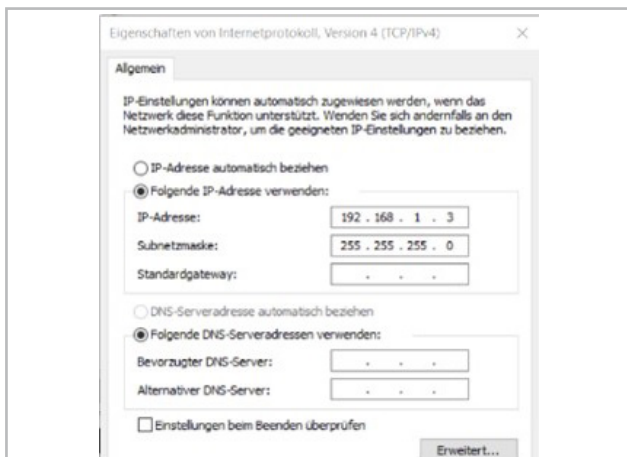 Eigenschaften von Internetprotokoll, Version 4 (TCP/IPv4)
Allgemein
IP-Einstellungen können automatisch zugewiesen werden, wenn das
Netzwerk diese Funktion unterstützt. Wenden Sie sich andernfalls an den
Netzwerkadministrator, um die geeigneten IP-Einstellungen zu beziehen.
IP-Adresse automatisch beziehen
Folgende IP-Adresse verwenden:
IP-Adresse: 192 . 168 . 1 . 3
Subnetzmaske: 255 . 255 . 255 . 0
Standardgateway: . . .
DNS-Serveradresse automatisch beziehen
Folgende DNS-Serveradressen verwenden:
Bevorzugter DNS-Server: . . .
Alternativer DNS-Server: . . .
Einstellungen beim Beenden überprüfen
Erweitert...